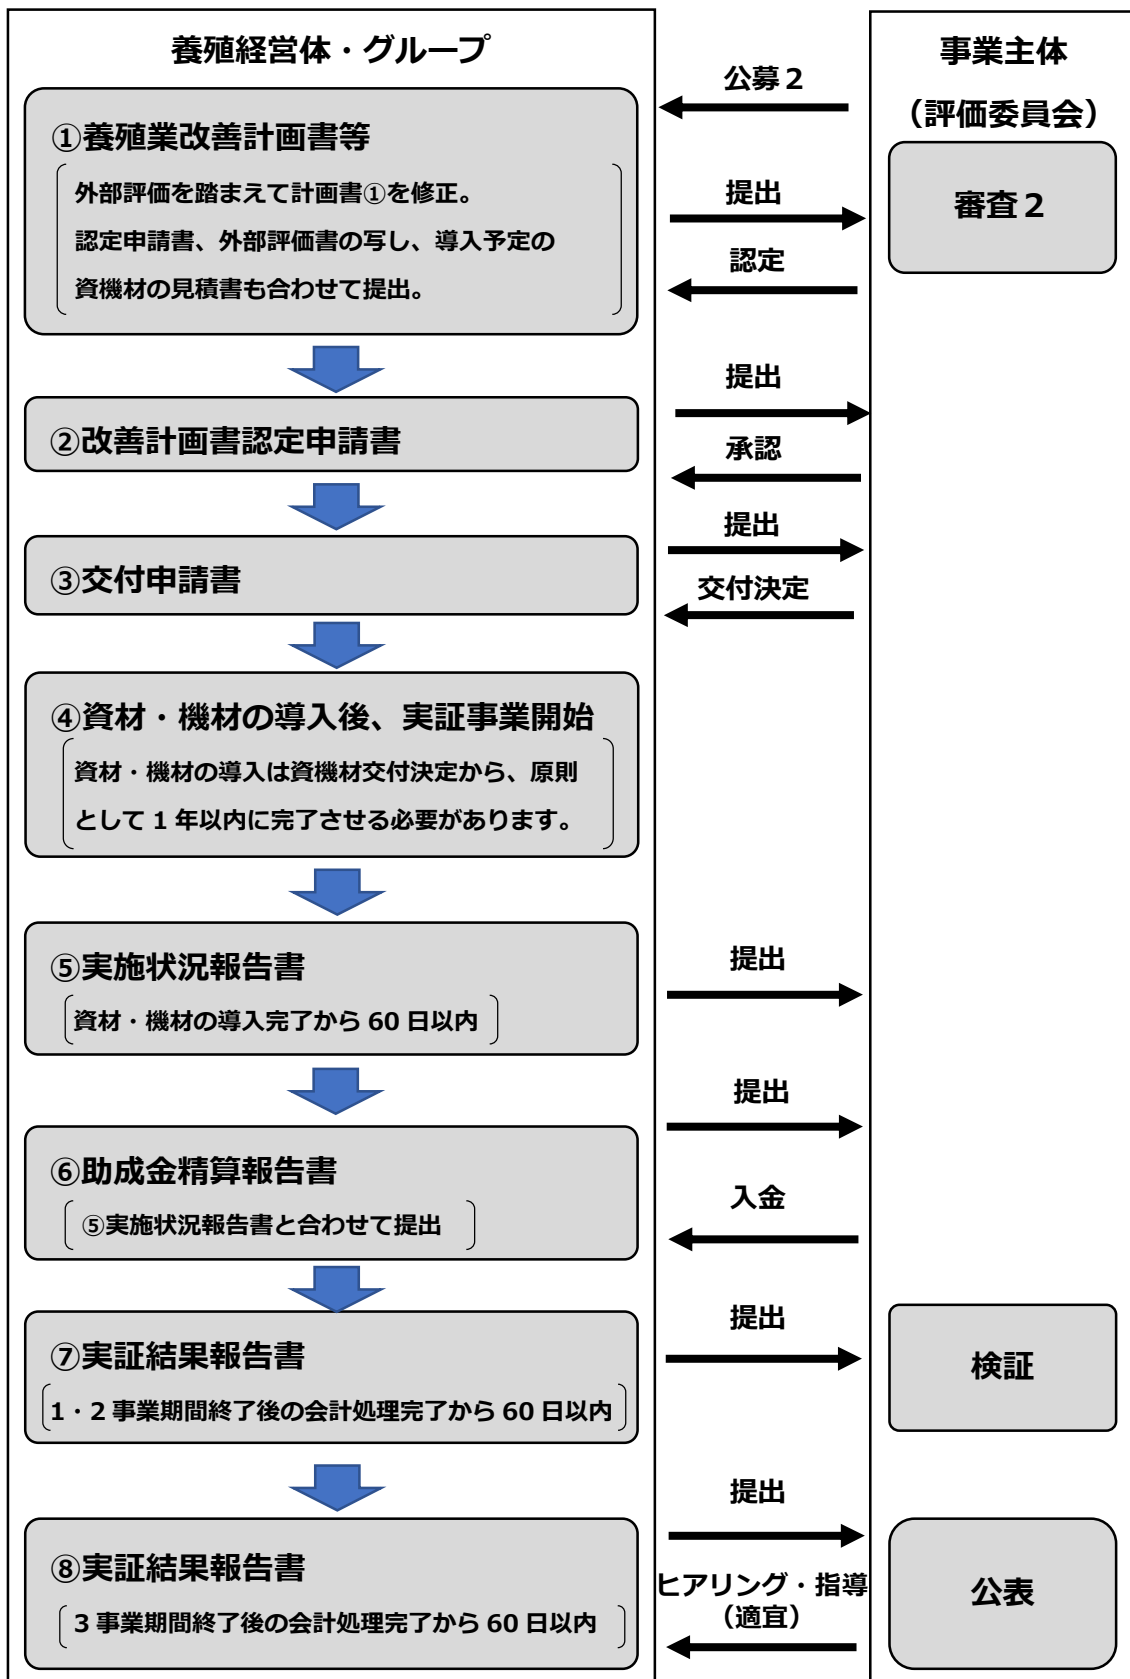 養殖経営体・グループ
事業主体
（評価委員会）
公募２
①養殖業改善計画書等
外部評価を踏まえて計画書①を修正。
認定申請書、外部評価書の写し、導入予定の
資機材の見積書も合わせて提出。
提出
審査２
認定
②改善計画書認定申請書
提出
承認
③交付申請書
提出
交付決定
④資材・機材の導入後、実証事業開始
資材・機材の導入は資機材交付決定から、原則
として 1 年以内に完了させる必要があります。
⑤実施状況報告書
資材・機材の導入完了から 60 日以内
提出
⑥助成金精算報告書
⑤実施状況報告書と合わせて提出
提出
入金
⑦実証結果報告書
1・2 事業期間終了後の会計処理完了から 60 日以内
提出
検証
⑧実証結果報告書
3 事業期間終了後の会計処理完了から 60 日以内
提出
ヒアリング・指導
（適宜）
公表